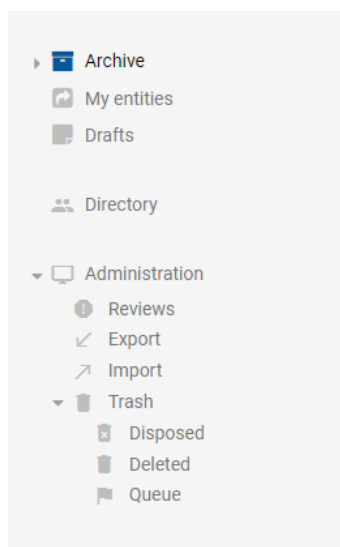 Archive
My entities
Drafts
Directory
Administration
Reviews
Export
Import
Trash
Disposed
Deleted
Queue